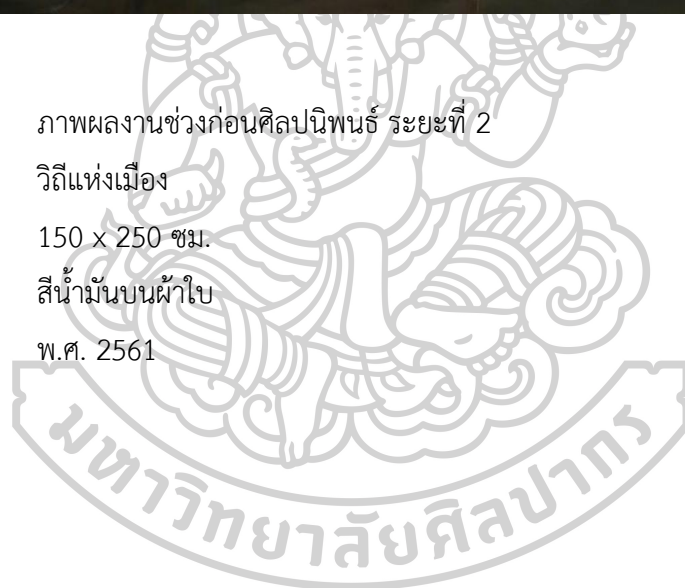 ภาพผลงานช่วงก่อนศิลปนิพนธ์ ระยะที่ 2
วิถีแห่งเมือง
150 x 250 ซม.
สีน้ำมันบนผ้าใบ
พ.ศ. 2561
มหาวิทยาลัยศิลปากร